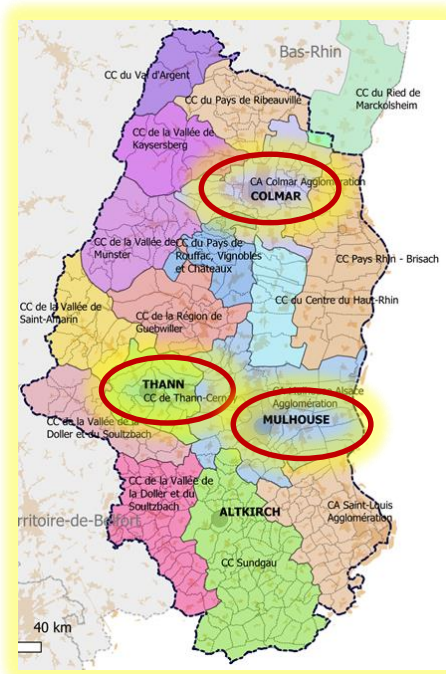 Bas-Rhin
CC du Val d'Argent
CC du Ried de
Marckolsheim
CC du Pays de Ribeauvillé
CC de la Vallée de
Kaysersberg
CA Colmar Agglomération
COLMAR
CC de la Vallée de
Munster
CC du Pays de
Rouffac, Vignobles
et Châteaux
CC Pays Rhin - Brisach
CC du Centre du Haut-Rhin
CC de la Vallée de
Saint-Amarin
CC de la Région de
Guebwiller
THANN
CC de Thann-Cernay
Alsace
Agglomération
MULHOUSE
CC de la Vallée de la
Doller et du Soultzbach
CC de la Vallée de
la Doller et du
Soultzbach
ALTKIRCH
CA Saint-Louis
Agglomération
erritoire-de-Belfort
CC Sundgau
40 km